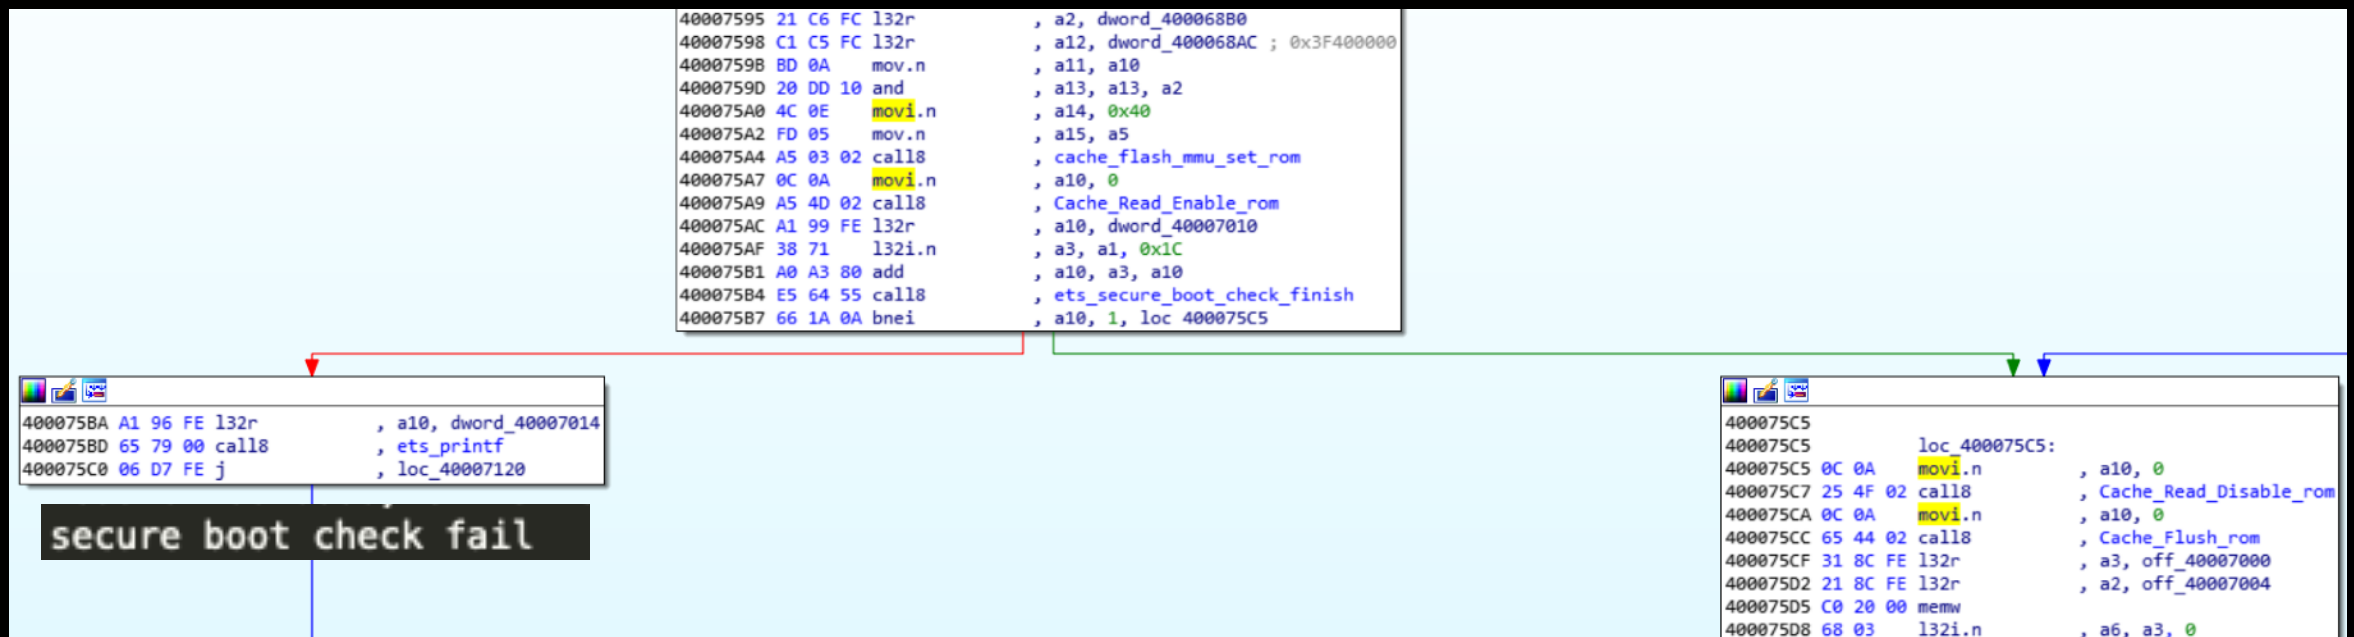 40007595 21 C6 FC l32r , a2, dword_400068B0
40007598 C1 C5 FC l32r , a12, dword_400068AC ; 0x3F400000
4000759B BD 0A mov.n , a11, a10
4000759D 20 DD 10 and , a13, a13, a2
400075A0 4C 0E movi.n , a14, 0x40
400075A2 FD 05 mov.n , a15, a5
400075A4 A5 03 02 call8 , cache_flash_mmu_set_rom
400075A7 0C 0A movi.n , a10, 0
400075A9 A5 4D 02 call8 , Cache_Read_Enable_rom
400075AC A1 99 FE l32r , a10, dword_40007010
400075AF 38 71 l32i.n , a3, a1, 0x1C
400075B1 A0 A3 80 add , a10, a3, a10
400075B4 E5 64 55 call8 , ets_secure_boot_check_finish
400075B7 66 1A 0A bnei , a10, 1, loc_400075C5
400075BA A1 96 FE l32r , a10, dword_40007014
400075BD 65 79 00 call8 , ets_printf
400075C0 06 D7 FE j , loc_40007120
secure boot check fail
400075C5
400075C5 loc_400075C5:
400075C5 0C 0A movi.n , a10, 0
400075C7 25 4F 02 call8 , Cache_Read_Disable_rom
400075CA 0C 0A movi.n , a10, 0
400075CC 65 44 02 call8 , Cache_Flush_rom
400075CF 31 8C FE l32r , a3, off_40007000
400075D2 21 8C FE l32r , a2, off_40007004
400075D5 C0 20 00 memw
400075D8 68 03 l32i.n , a6, a3, 0